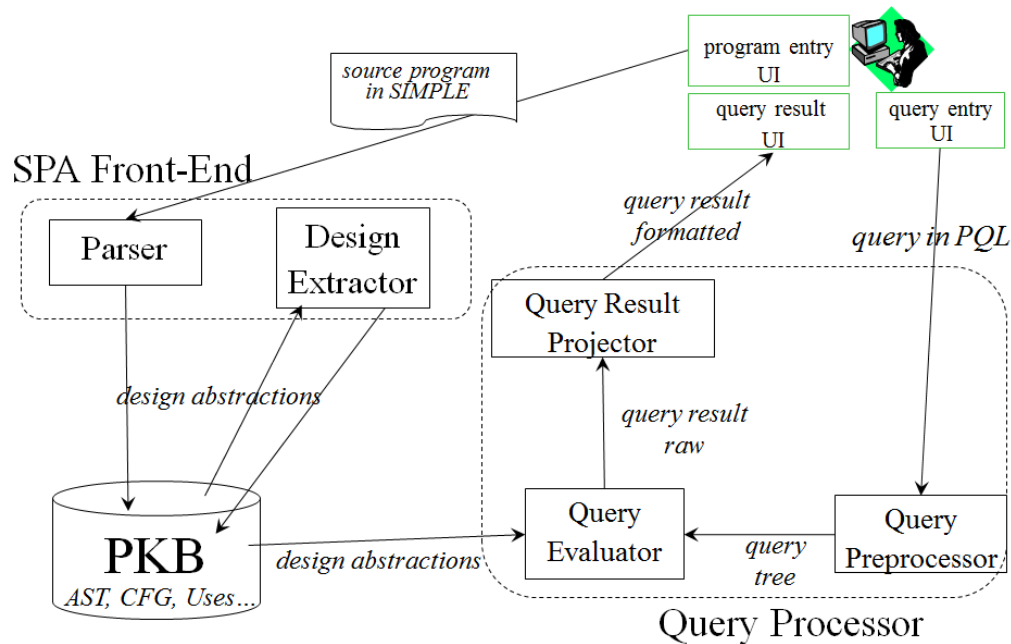 program entry
UI
source program
in SIMPLE
query result
UI
query entry
UI
SPA Front-End
Parser
Design
Extractor
query result
formatted
query in PQL
Query Result
Projector
design abstractions
query result
raw
PKB
AST, CFG, Uses…
design abstractions
Query
Evaluator
query
tree
Query
Preprocessor
Query Processor